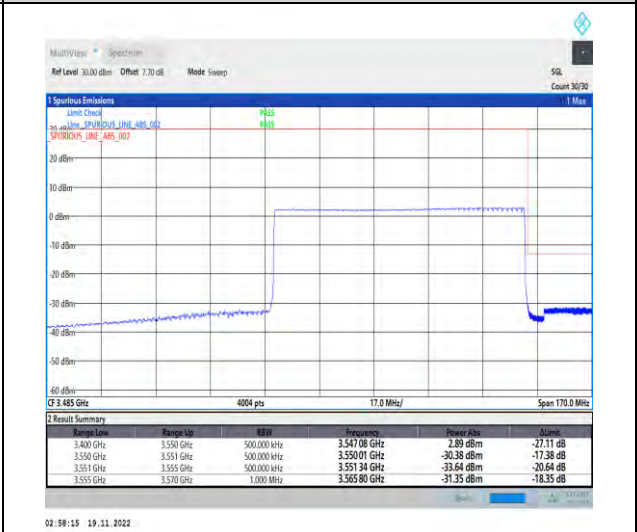 MultiView Spectrum
Ref Level 30.00 dBm Offset 7.70 dB Mode Sweep SGL
Count 30/30
1 Spurious Emissions 1 Max
Limit Check PASS
Line _SPURIOUS_LINE_ABS_002 PASS
SPURIOUS_LINE_ABS_002
20 dBm
10 dBm
0 dBm
-10 dBm
-20 dBm
-30 dBm
-40 dBm
-50 dBm
-60 dBm
CF 3.485 GHz 4004 pts 17.0 MHz/ Span 170.0 MHz
2 Result Summary
Range Low Range Up RBW Frequency Power Abs ΔLimit
3.400 GHz 3.550 GHz 500.000 kHz 3.547 08 GHz 2.89 dBm -27.11 dB
3.550 GHz 3.551 GHz 500.000 kHz 3.550 01 GHz -30.38 dBm -17.38 dB
3.551 GHz 3.555 GHz 500.000 kHz 3.551 34 GHz -33.64 dBm -20.64 dB
3.555 GHz 3.570 GHz 1.000 MHz 3.565 80 GHz -31.35 dBm -18.35 dB
02:58:15 19.11.2022